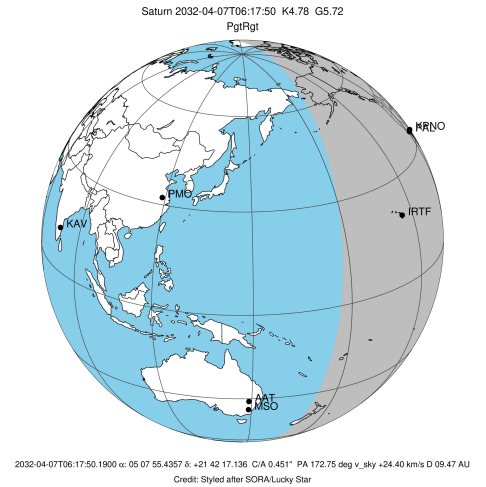 Saturn 2032-04-07T06:17:50 K4.78 G5.72
PgtRgt
KPNO
PMO
IRTF
KAV
AAT
MSO
2032-04-07T06:17:50.1900 α: 05 07 55.4357 δ: +21 42 17.136 C/A 0.451" PA 172.75 deg v_sky +24.40 km/s D 09.47 AU
Credit: Styled after SORA/Lucky Star